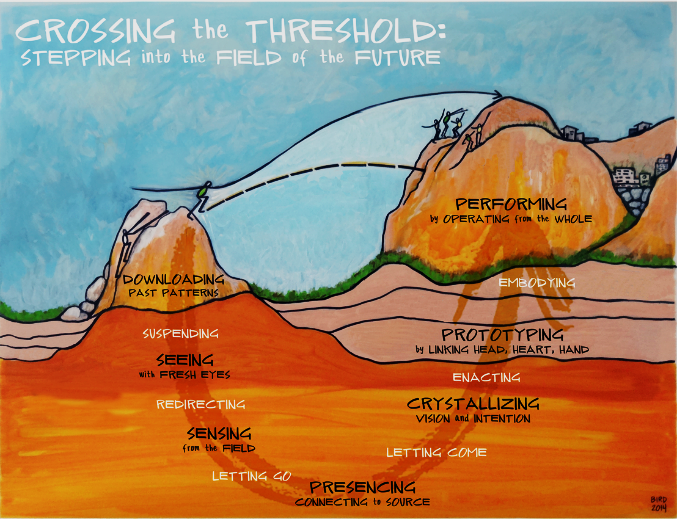 CROSSING the THRESHOLD:
STEPPING into the FIELD of the FUTURE
DOWNLOADING
PAST PATTERNS
SUSPENDING
SEEING
with FRESH EYES
REDIRECTING
SENSING
from the FIELD
LETTING GO
PRESENCING
CONNECTING to SOURCE
LETTING COME
CRYSTALLIZING
VISION and INTENTION
ENACTING
PROTOTYPING
by LINKING HEAD, HEART, HAND
EMBODYING
PERFORMING
by OPERATING from the WHOLE
BIRD
2014